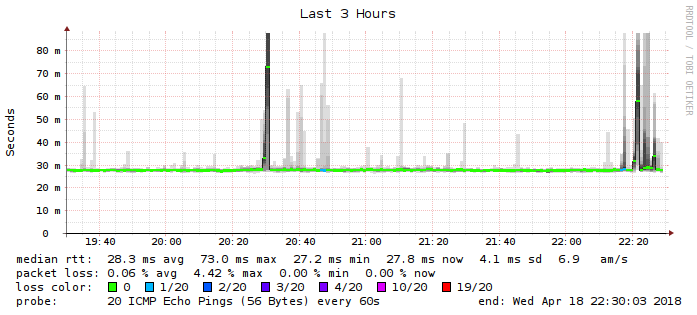 Last 3 Hours
RRDTOOL / TOBI OETIKER
Seconds
80 m
70 m
60 m
50 m
40 m
30 m
20 m
10 m
0
19:40 20:00 20:20 20:40 21:00 21:20 21:40 22:00 22:20
median rtt: 28.3 ms avg 73.0 ms max 27.2 ms min 27.8 ms now 4.1 ms sd 6.9 am/s
packet loss: 0.06 % avg 4.42 % max 0.00 % min 0.00 % now
loss color: 0 1/20 2/20 3/20 4/20 10/20 19/20
probe: 20 ICMP Echo Pings (56 Bytes) every 60s end: Wed Apr 18 22:30:03 2018